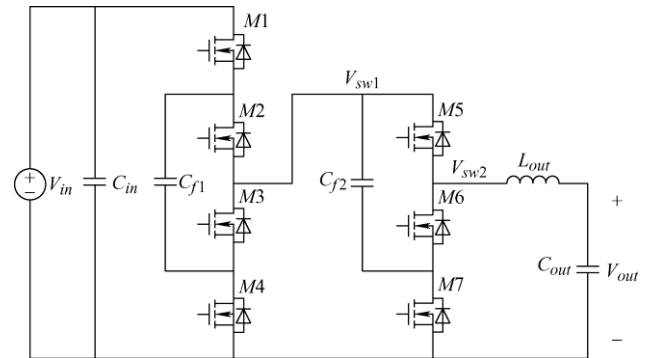 M1
V_sw1
M2
M5
V_in
C_in
C_f1
M3
C_f2
V_sw2
L_out
M6
+
M4
M7
C_out
V_out
−
+
−